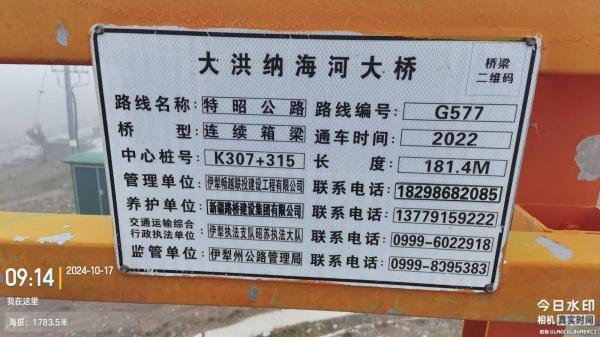 大洪纳海河大桥
桥梁
二维码
路线名称：特昭公路 路线编号：G577
桥型：连续箱梁 通车时间：2022
中心桩号：K307+315 长度：181.4M
管理单位：伊犁畅越联投建设工程有限公司 联系电话：18298682085
养护单位：新疆路桥建设集团有限公司 联系电话：13779159222
交通运输综合
行政执法单位：伊犁执法支队昭苏执法大队 联系电话：0999-6022918
监管单位：伊犁州公路管理局 联系电话：0999-8095383
09:14 2024-10-17
我在这里
海拔：1783.5米
今日水印
相机 真实时间
防伪 ULMGC6L86MEKC3